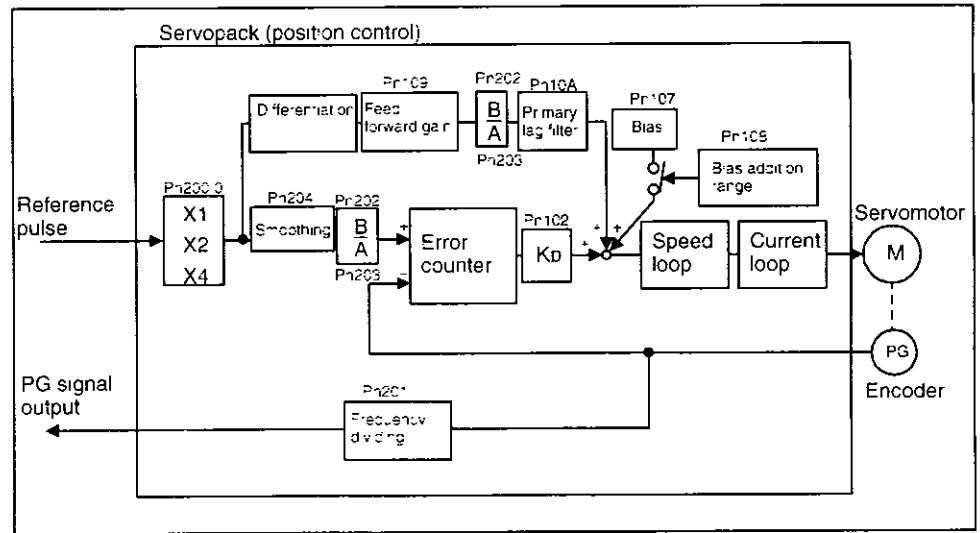 Servopack (position control)
Pn109
Pn202
Pn10A
Pn107
Differentiation
Feed
forward gain
B
A
Primary
lag filter
Bias
Pn108
Pn203
Bias addition
range
Pn200.0
Pn204
Pn202
Pn102
Reference
pulse
X1
X2
X4
Smoothing
B
A
+
Error
counter
Kp
+
+
+
Speed
loop
Current
loop
Servomotor
M
Pn203
−
PG
Encoder
PG signal
output
Pn201
Frequency
dividing